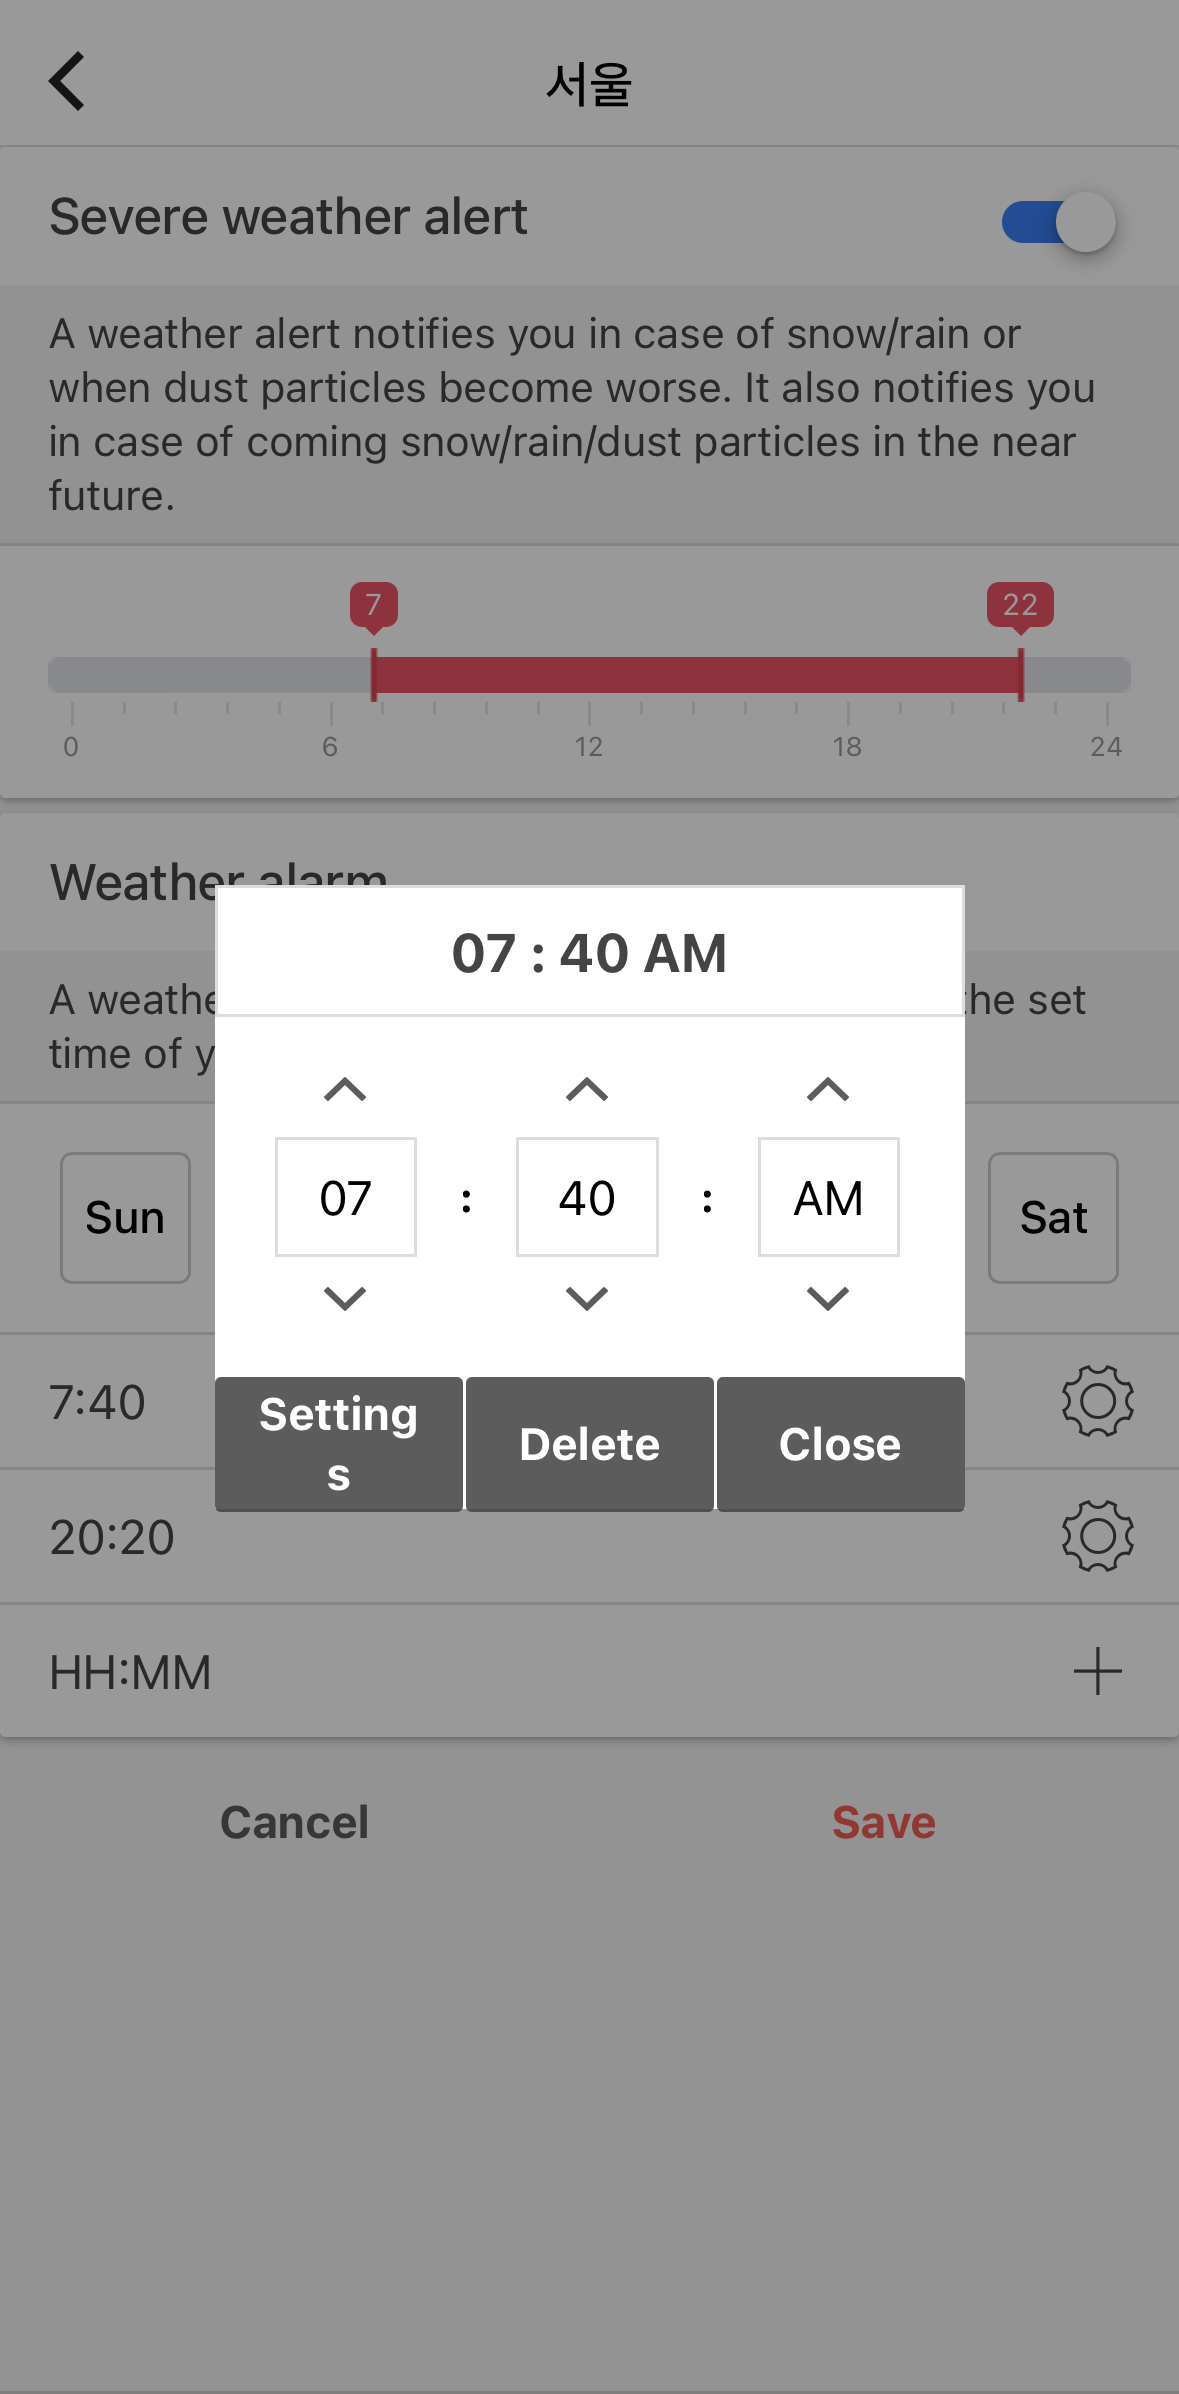 서울
Severe weather alert
A weather alert notifies you in case of snow/rain or
when dust particles become worse. It also notifies you
in case of coming snow/rain/dust particles in the near
future.
7
22
0 6 12 18 24
Weather alarm
07 : 40 AM
A he set
time of
07 : 40 : AM
Sun Sat
7:40
Setting
s
Delete
Close
20:20
HH:MM
Cancel Save